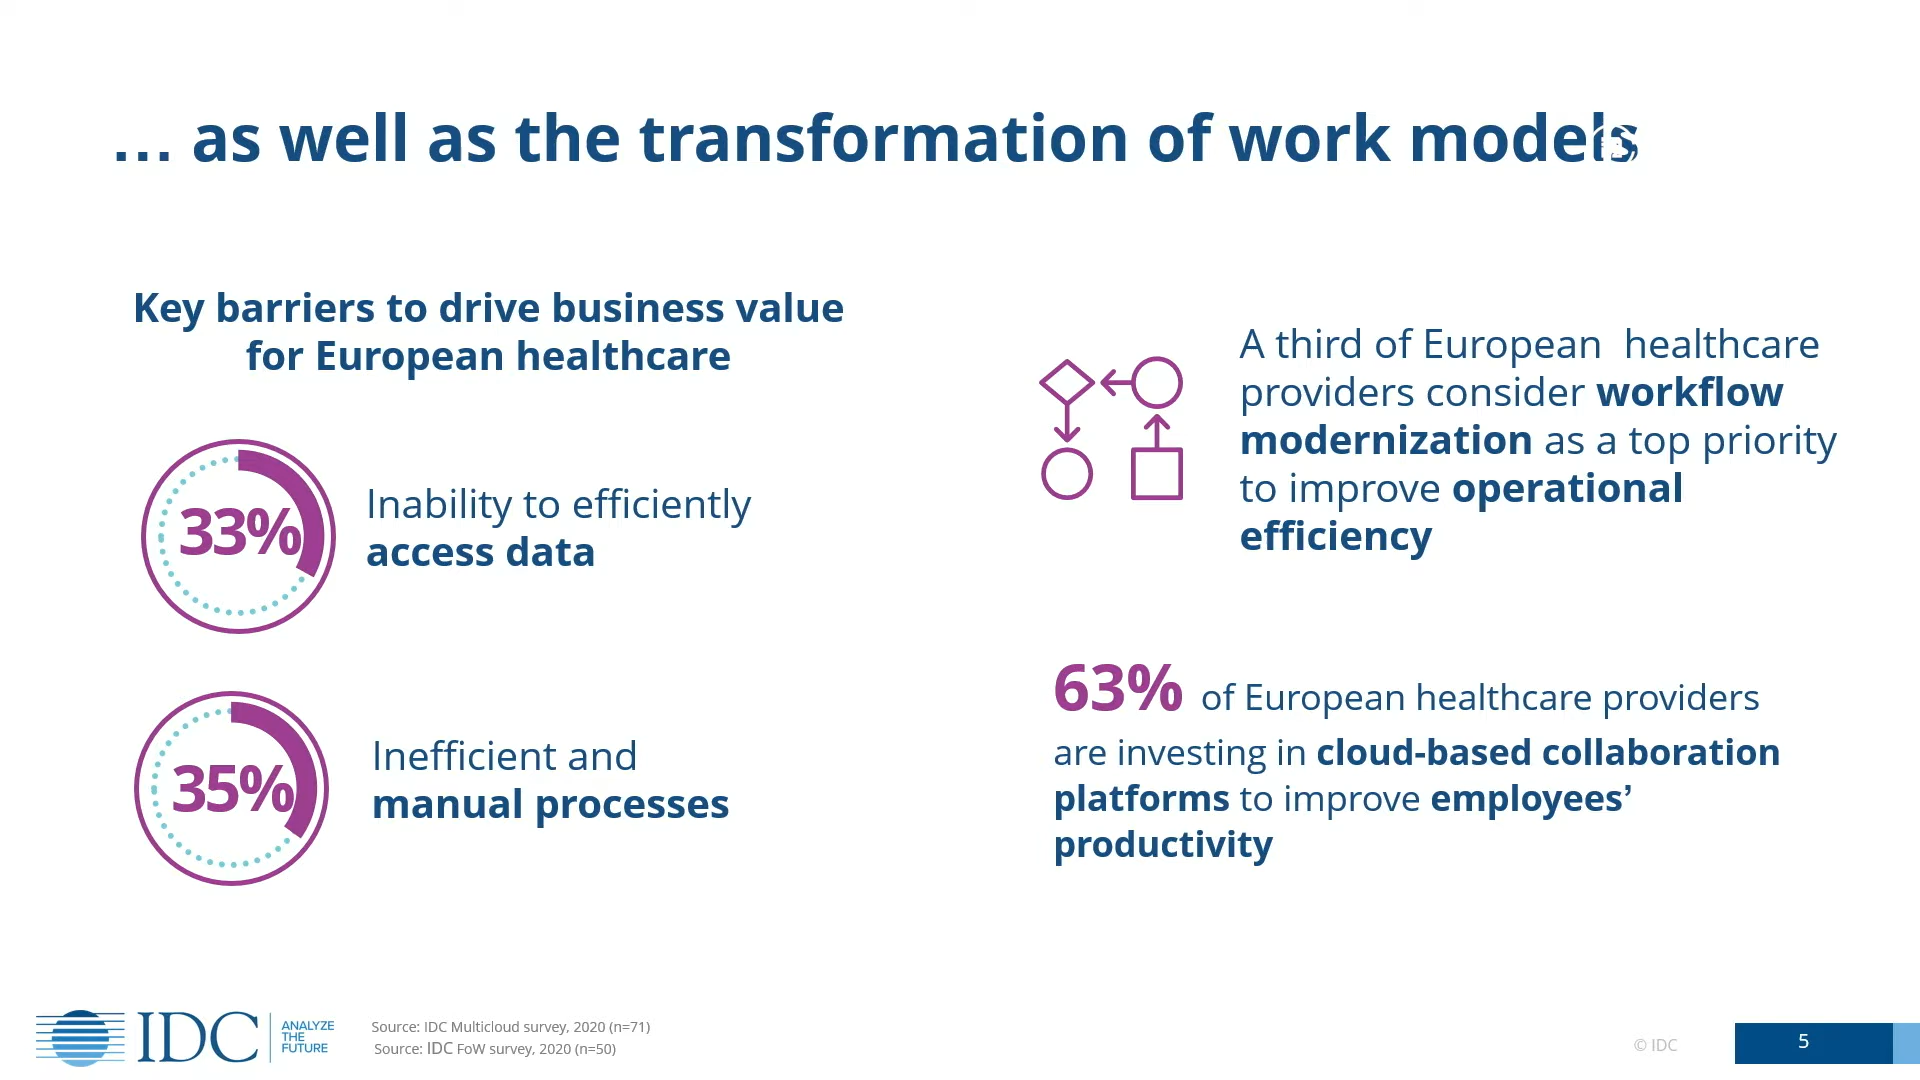 … as well as the transformation of work models
Key barriers to drive business value
for European healthcare
33%
Inability to efficiently
access data
35%
Inefficient and
manual processes
A third of European healthcare
providers consider workflow
modernization as a top priority
to improve operational
efficiency
63% of European healthcare providers
are investing in cloud-based collaboration
platforms to improve employees’
productivity
IDC
ANALYZE
THE
FUTURE
Source: IDC Multicloud survey, 2020 (n=71)
Source: IDC FoW survey, 2020 (n=50)
© IDC
5